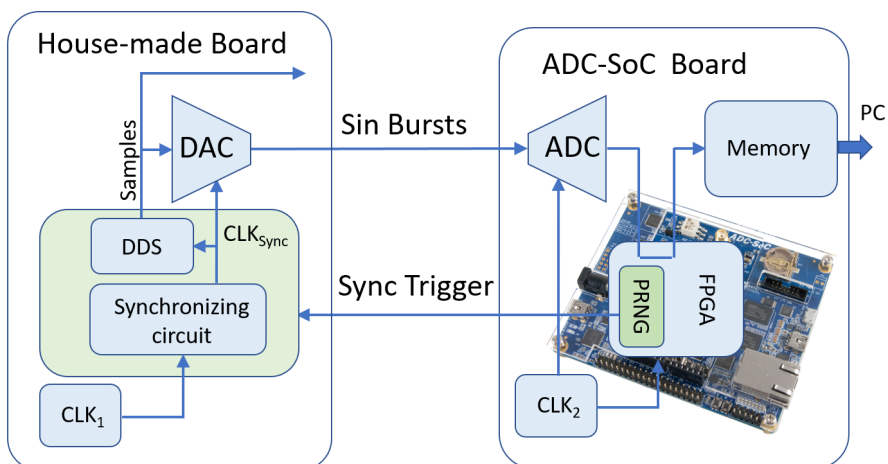 House-made Board
ADC-SoC Board
PC
Samples
DAC
Sin Bursts
ADC
Memory
DDS
CLKSync
ADC-SoC
Synchronizing
circuit
Sync Trigger
PRNG
FPGA
CLK1
CLK2